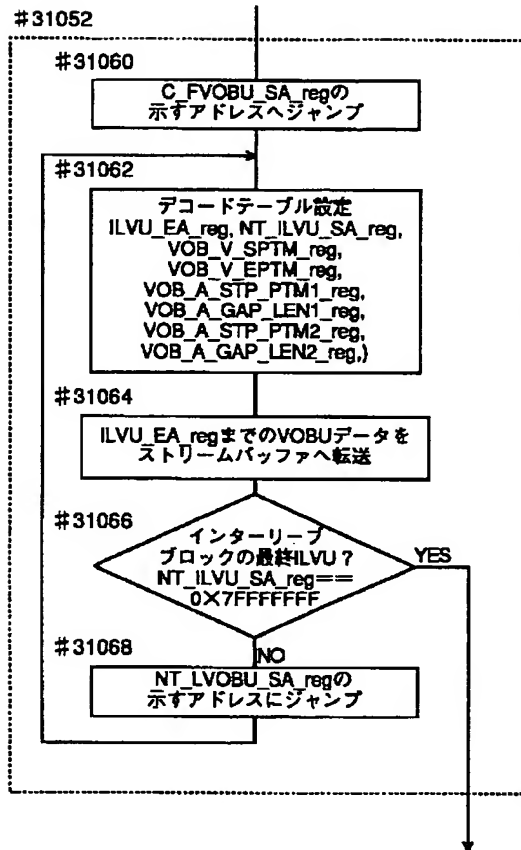 #31052
#31060
C_FVOBU_SA_regの
示すアドレスへジャンプ
#31062
デコードテーブル設定
ILVU_EA_reg, NT_ILVU_SA_reg,
VOB_V_SPTM_reg,
VOB_V_EPTM_reg,
VOB_A_STP_PTM1_reg,
VOB_A_GAP_LEN1_reg,
VOB_A_STP_PTM2_reg,
VOB_A_GAP_LEN2_reg,)
#31064
ILVU_EA_regまでのVOBUデータを
ストリームバッファへ転送
#31066
インターリーブ
ブロックの最終ILVU?
NT_ILVU_SA_reg==
0×7FFFFFFF
YES
#31068
NO
NT_LVOBU_SA_regの
示すアドレスにジャンプ